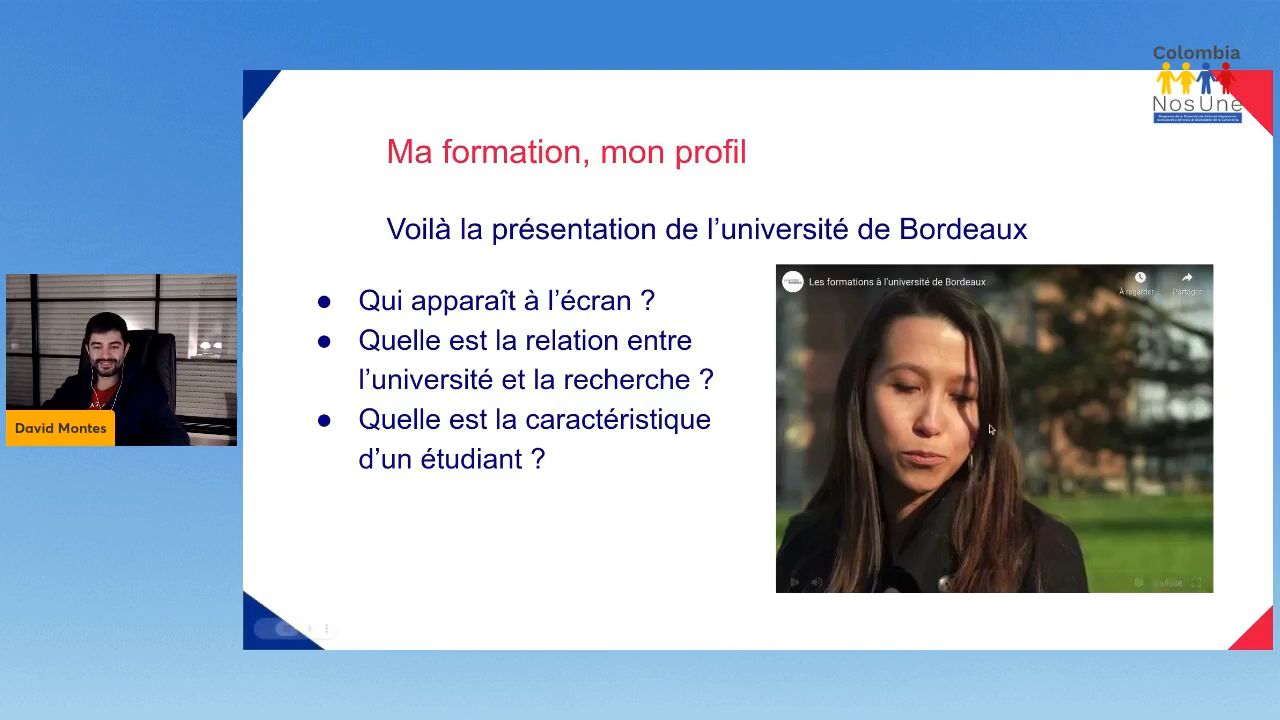 Colombia
NosUne
Ma formation, mon profil
Voilà la présentation de l'université de Bordeaux
● Qui apparaît à l'écran ?
● Quelle est la relation entre
l'université et la recherche ?
● Quelle est la caractéristique
d'un étudiant ?
Les formations à l'université de Bordeaux
À regarder...
Partager
YouTube
David Montes